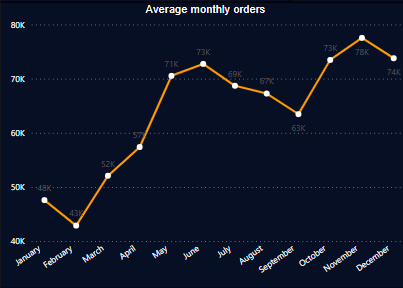 Average monthly orders
80K
70K
60K
50K
40K
48K
43K
52K
57K
71K
73K
69K
67K
63K
73K
78K
74K
January
February
March
April
May
June
July
August
September
October
November
December